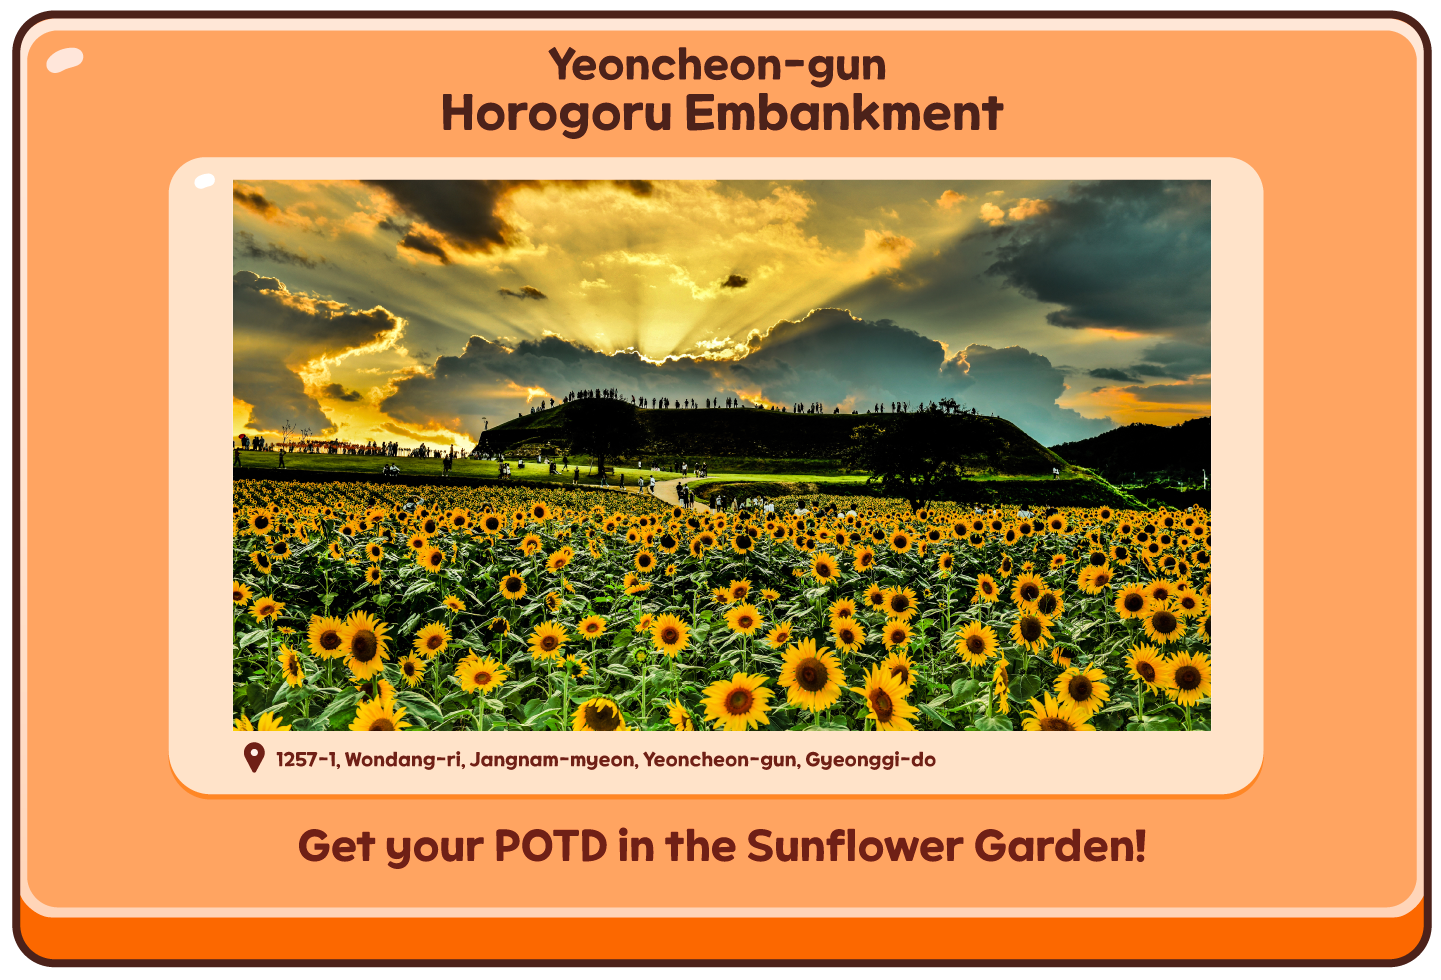 Yeoncheon-gun
Horogoru Embankment
1257-1, Wondang-ri, Jangnam-myeon, Yeoncheon-gun, Gyeonggi-do
Get your POTD in the Sunflower Garden!